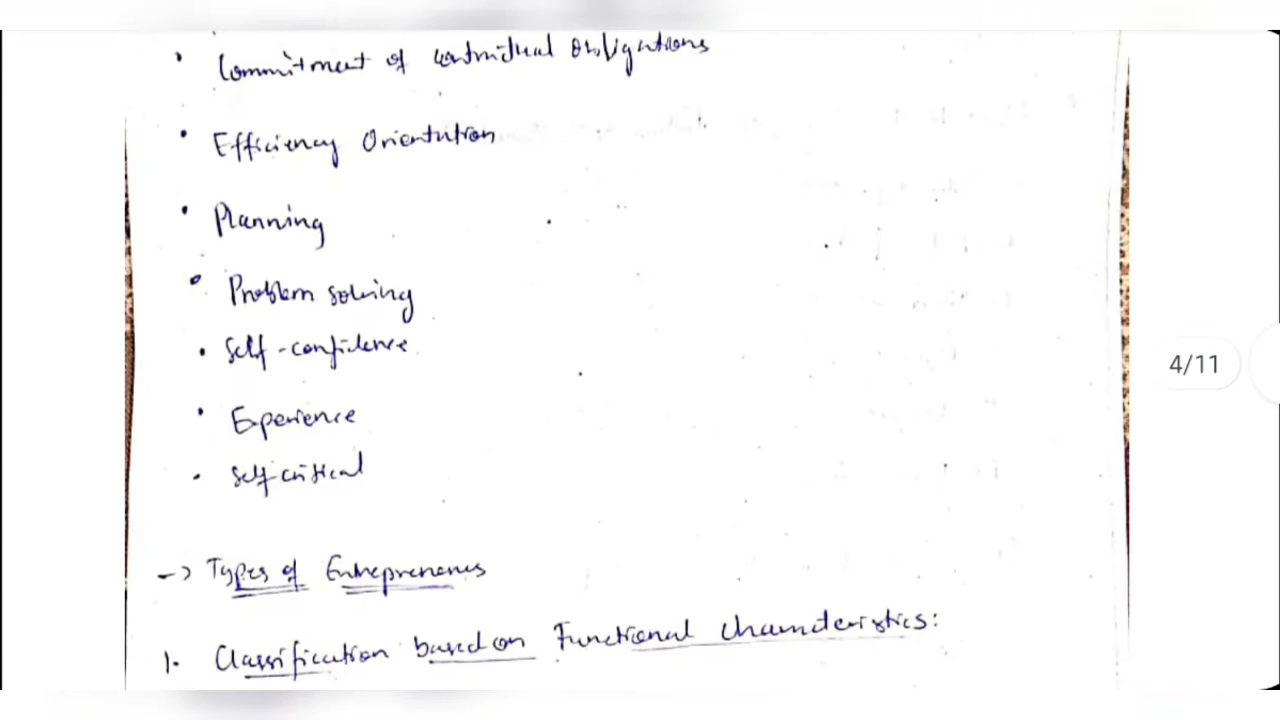 • Commitment of contractual obligations
• Efficiency Orientation
• Planning
• Problem solving
• Self-confidence
• Experience
• Self critical
4/11
-> Types of Entrepreneurs
1. Classification based on Functional characteristics: